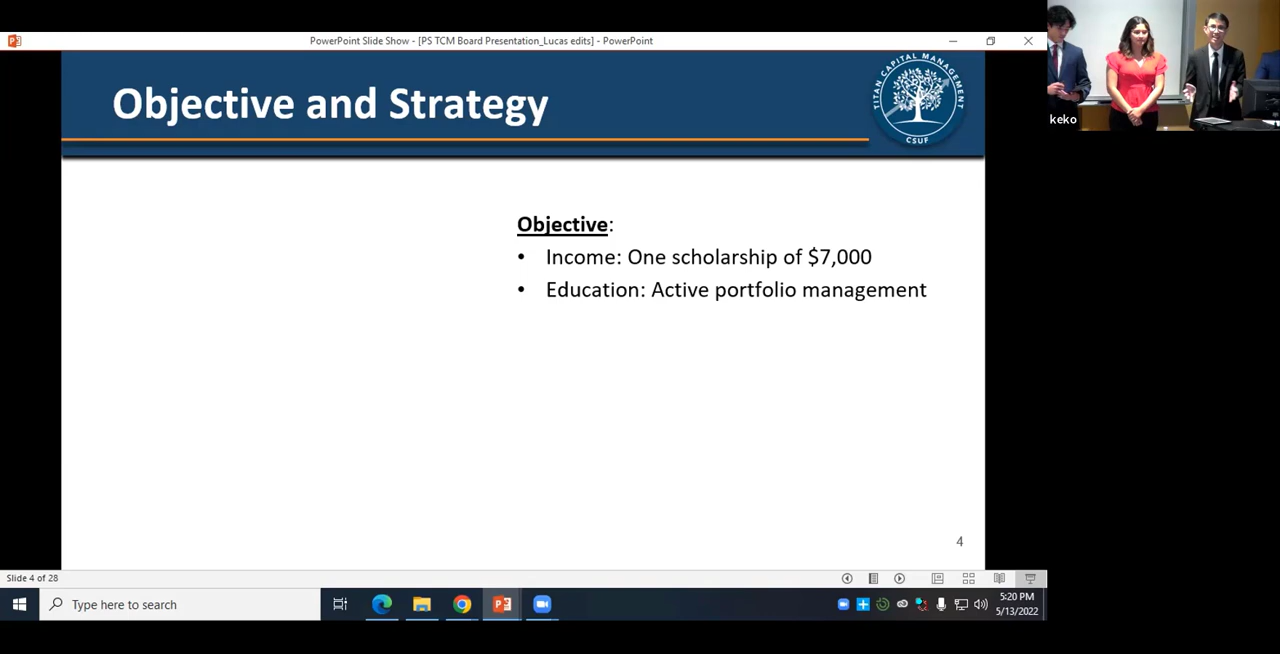 PowerPoint Slide Show - [PS TCM Board Presentation_Lucas edits] - PowerPoint
Objective and Strategy
TITAN CAPITAL MANAGEMENT
CSUF
keko
Objective:
• Income: One scholarship of $7,000
• Education: Active portfolio management
4
Slide 4 of 28
Type here to search
5:20 PM
5/13/2022